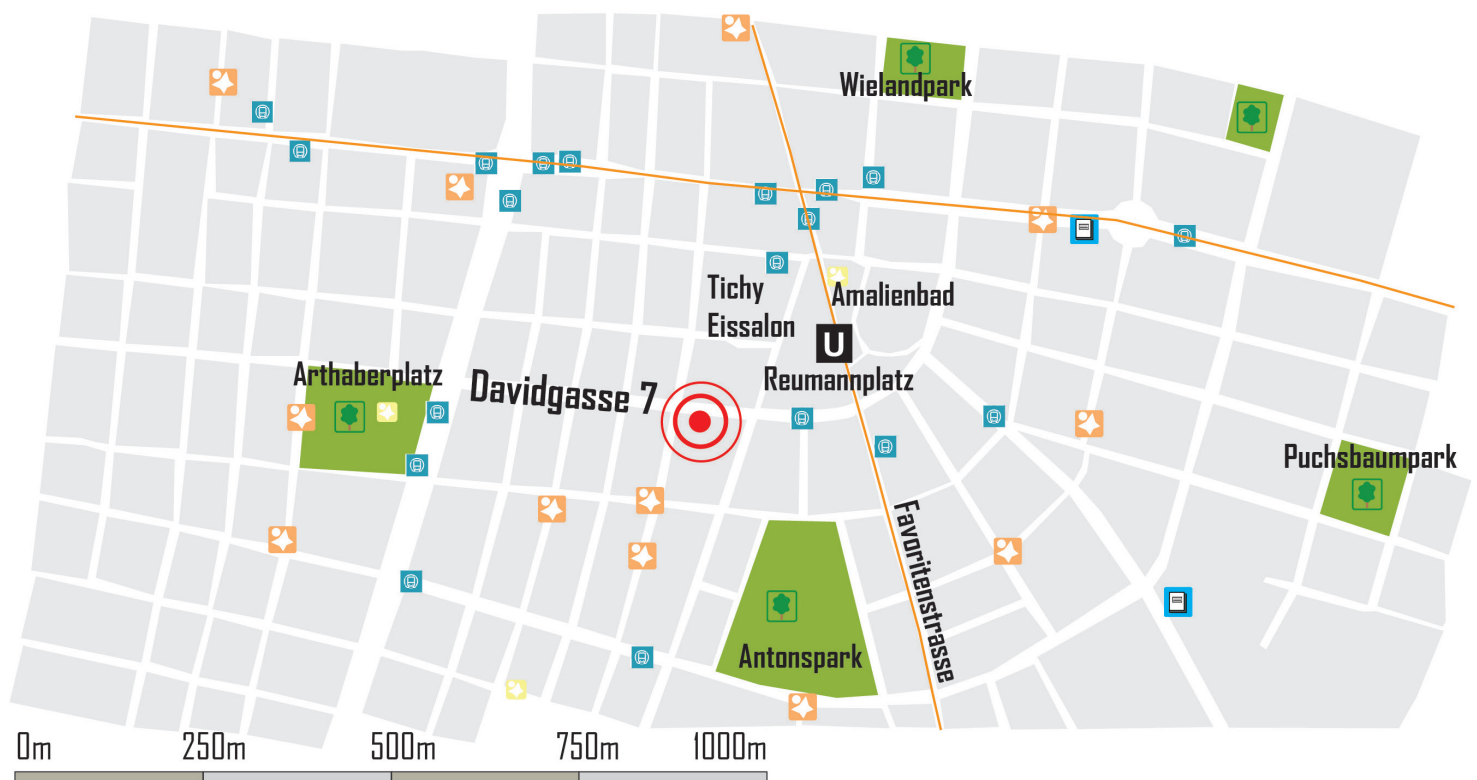 Wielandpark
Tichy
Eissalon
Amalienbad
U
Reumannplatz
Arthaberplatz
Davidgasse 7
Puchsbaumpark
Favoritenstrasse
Antonspark
0m 250m 500m 750m 1000m